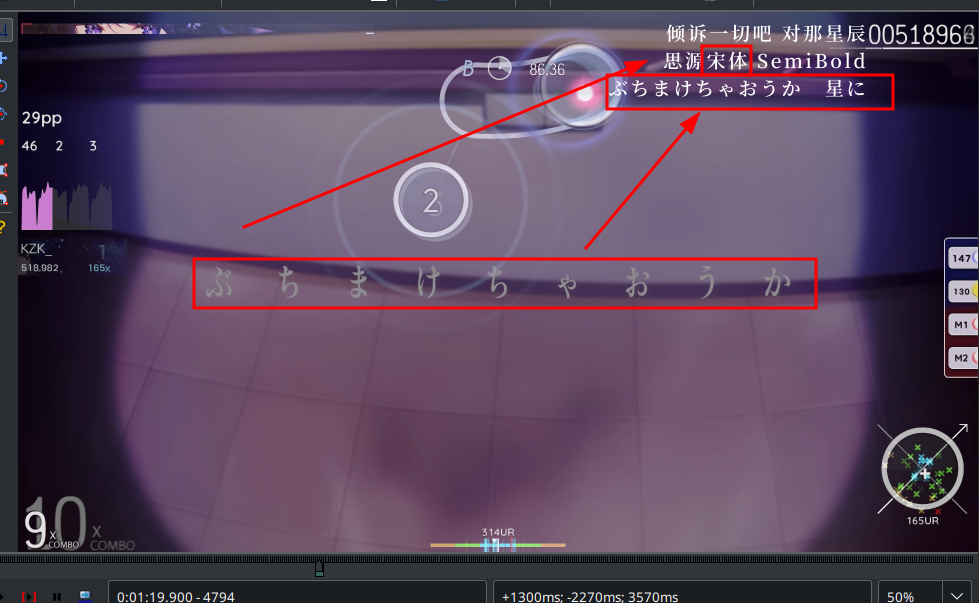 倾诉一切吧 对那星辰
00518966
思源宋体 SemiBold
B 86.36
ぶちまけちゃおうか 星に
29pp
46 2 3
147
2
KZK_ 1
518,982 165x
130
ぶちまけちゃおうか
M1
M2
165UR
10 x COMBO
9 x COMBO
314UR
0:01:19.900 - 4794
+1300ms; -2270ms; 3570ms
50%